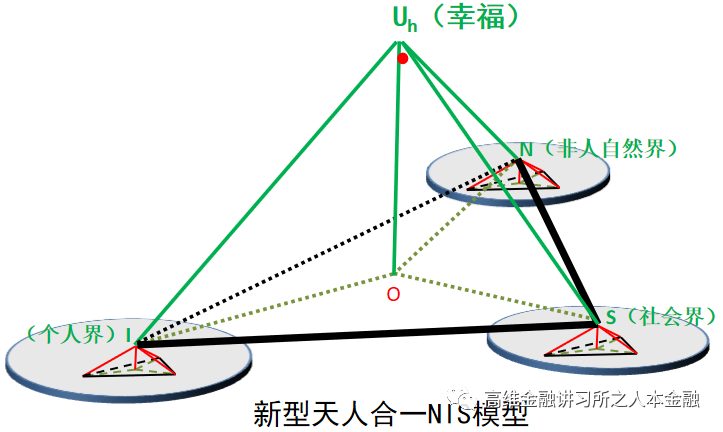 Uh（幸福）
N（非人自然界）
O
（个人界）I
S（社会界）
高维金融讲习所之人本金融
新型天人合一NIS模型